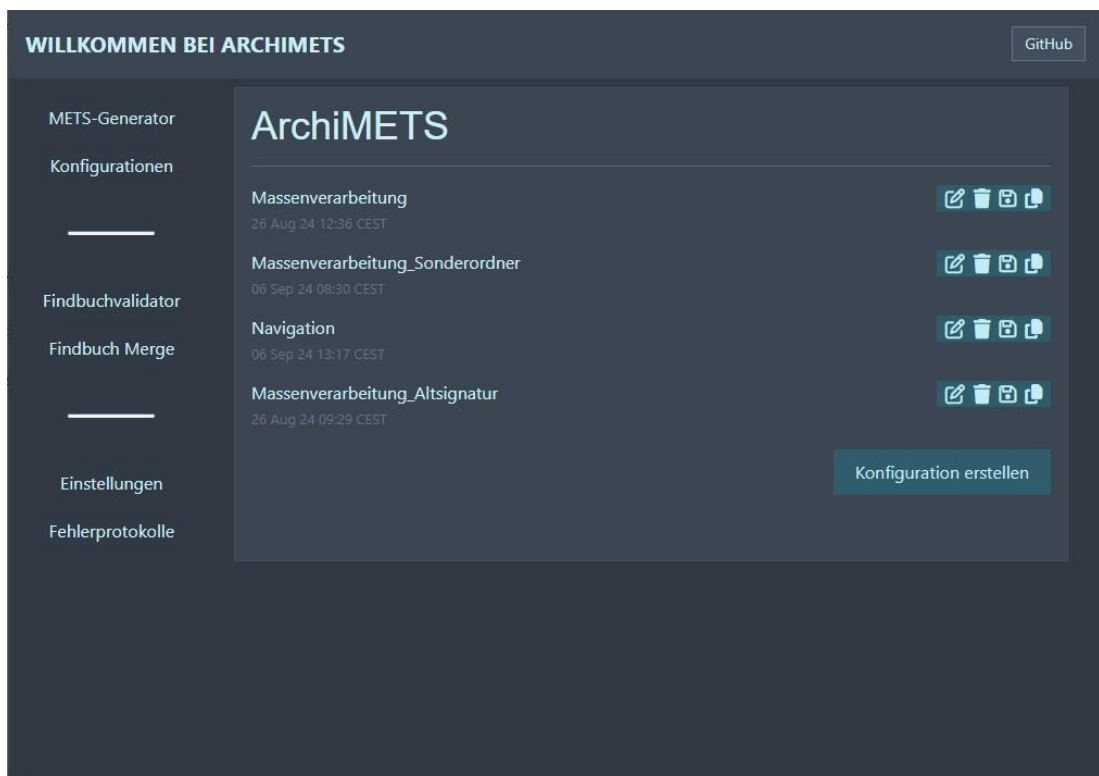 WILLKOMMEN BEI ARCHIMETS
GitHub
METS-Generator
Konfigurationen
Findbuchvalidator
Findbuch Merge
Einstellungen
Fehlerprotokolle
ArchiMETS
Massenverarbeitung
26 Aug 24 12:36 CEST
Massenverarbeitung_Sonderordner
06 Sep 24 08:30 CEST
Navigation
06 Sep 24 13:17 CEST
Massenverarbeitung_Altsignatur
26 Aug 24 09:29 CEST
Konfiguration erstellen